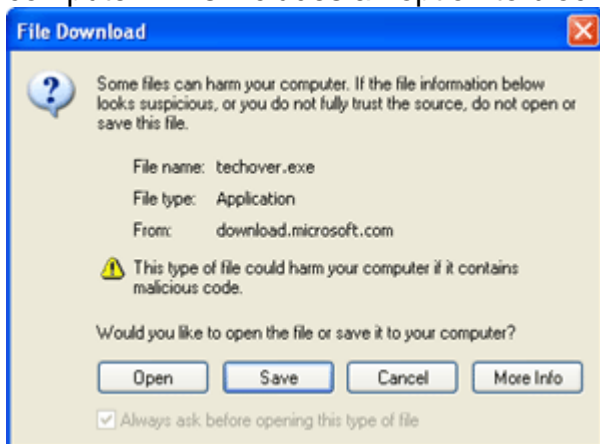 File Download
Some files can harm your computer. If the file information below
looks suspicious, or you do not fully trust the source, do not open or
save this file.
File name: techover.exe
File type: Application
From: download.microsoft.com
This type of file could harm your computer if it contains
malicious code.
Would you like to open the file or save it to your computer?
Open Save Cancel More Info
Always ask before opening this type of file